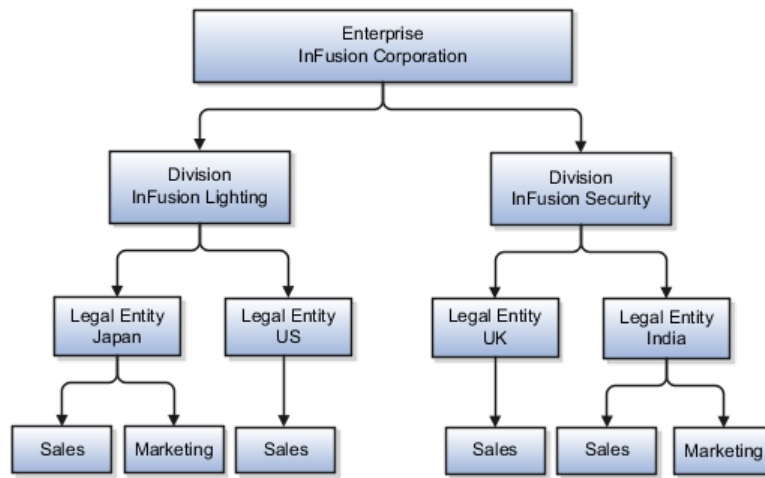 Enterprise
InFusion Corporation
Division
InFusion Lighting
Division
InFusion Security
Legal Entity
Japan
Legal Entity
US
Legal Entity
UK
Legal Entity
India
Sales
Marketing
Sales
Sales
Sales
Marketing